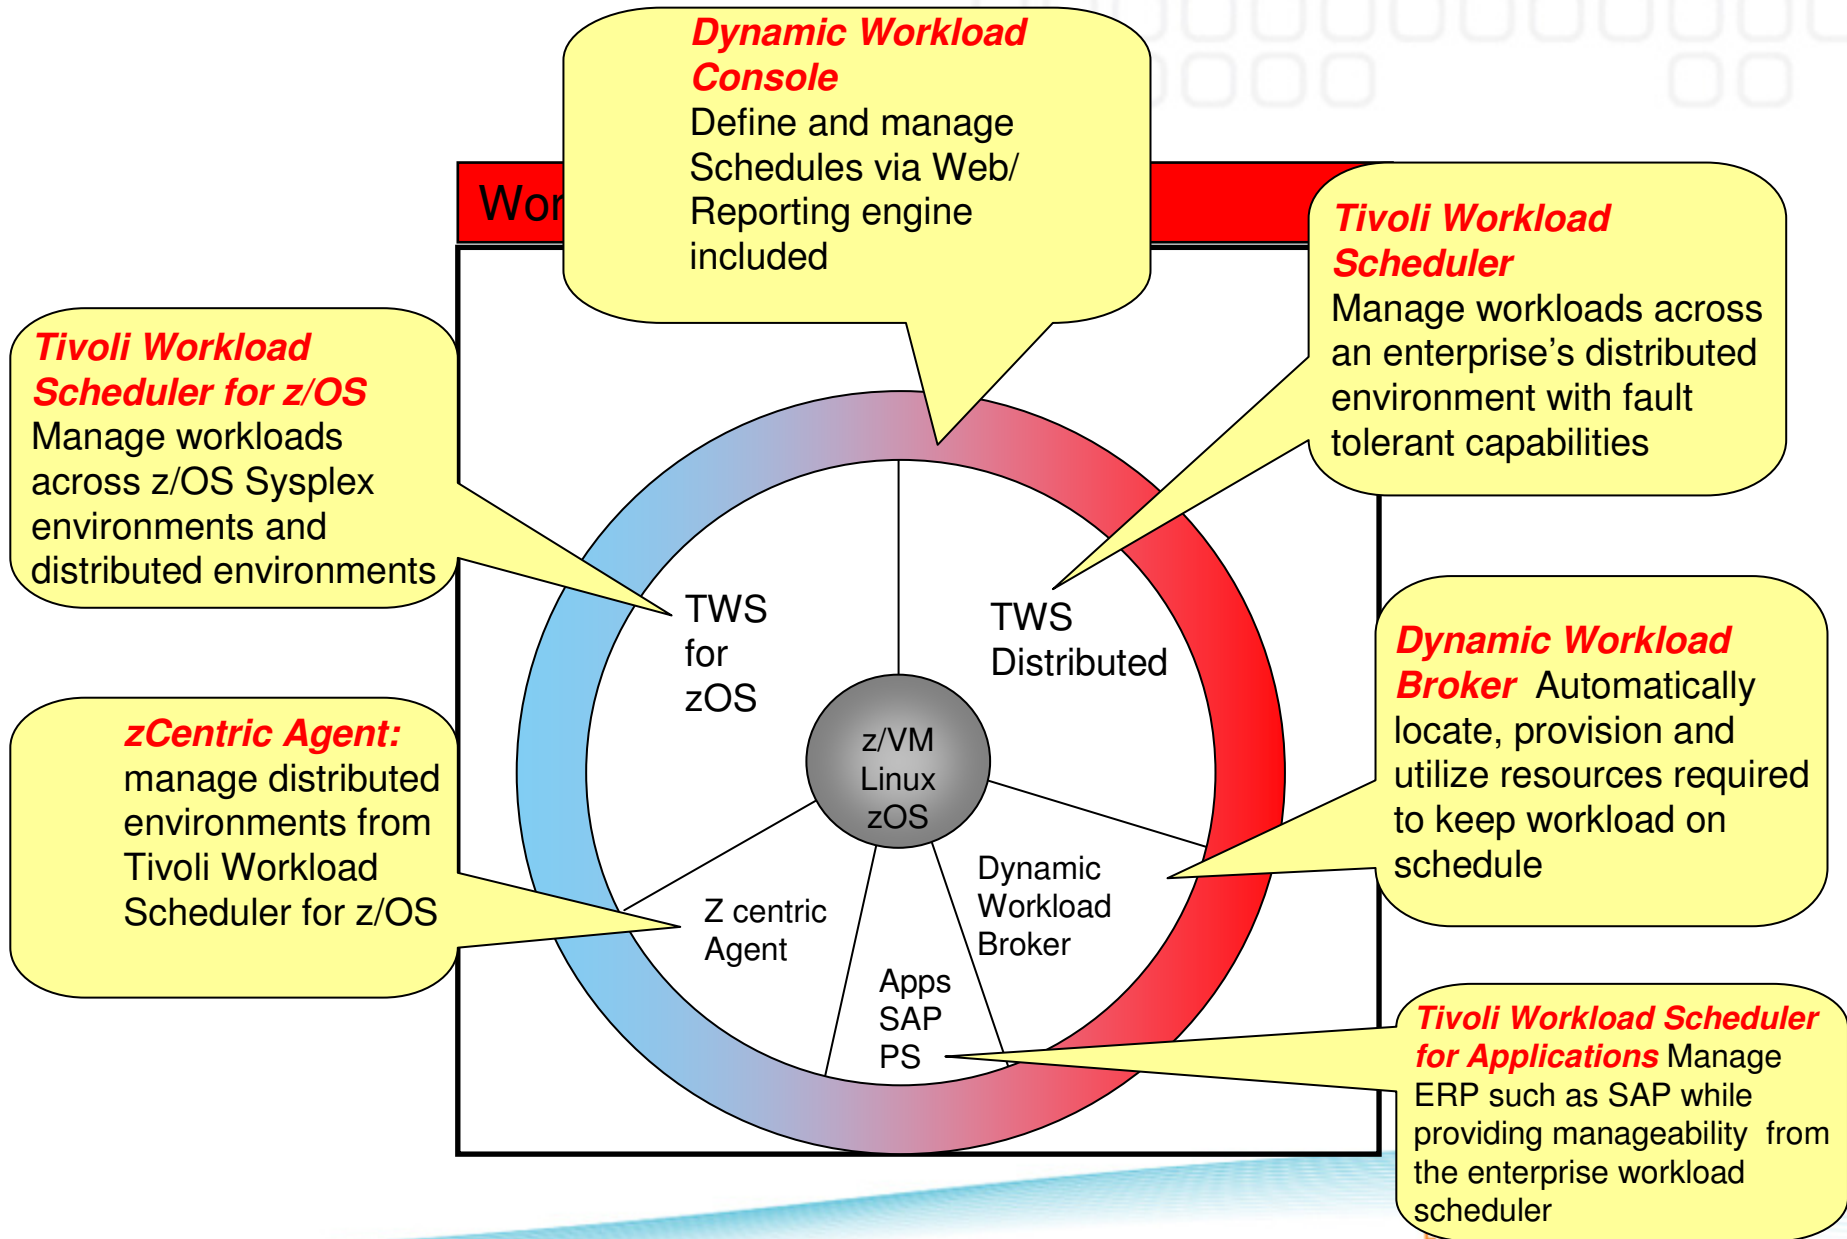 Dynamic Workload
Console
Define and manage
Schedules via Web/
Reporting engine
included
Tivoli Workload
Scheduler
Manage workloads across
an enterprise’s distributed
environment with fault
tolerant capabilities
Tivoli Workload
Scheduler for z/OS
Manage workloads
across z/OS Sysplex
environments and
distributed environments
TWS
for
zOS
TWS
Distributed
Dynamic Workload
Broker Automatically
locate, provision and
utilize resources required
to keep workload on
schedule
zCentric Agent:
manage distributed
environments from
Tivoli Workload
Scheduler for z/OS
z/VM
Linux
zOS
Z centric
Agent
Dynamic
Workload
Broker
Apps
SAP
PS
Tivoli Workload Scheduler
for Applications Manage
ERP such as SAP while
providing manageability from
the enterprise workload
scheduler